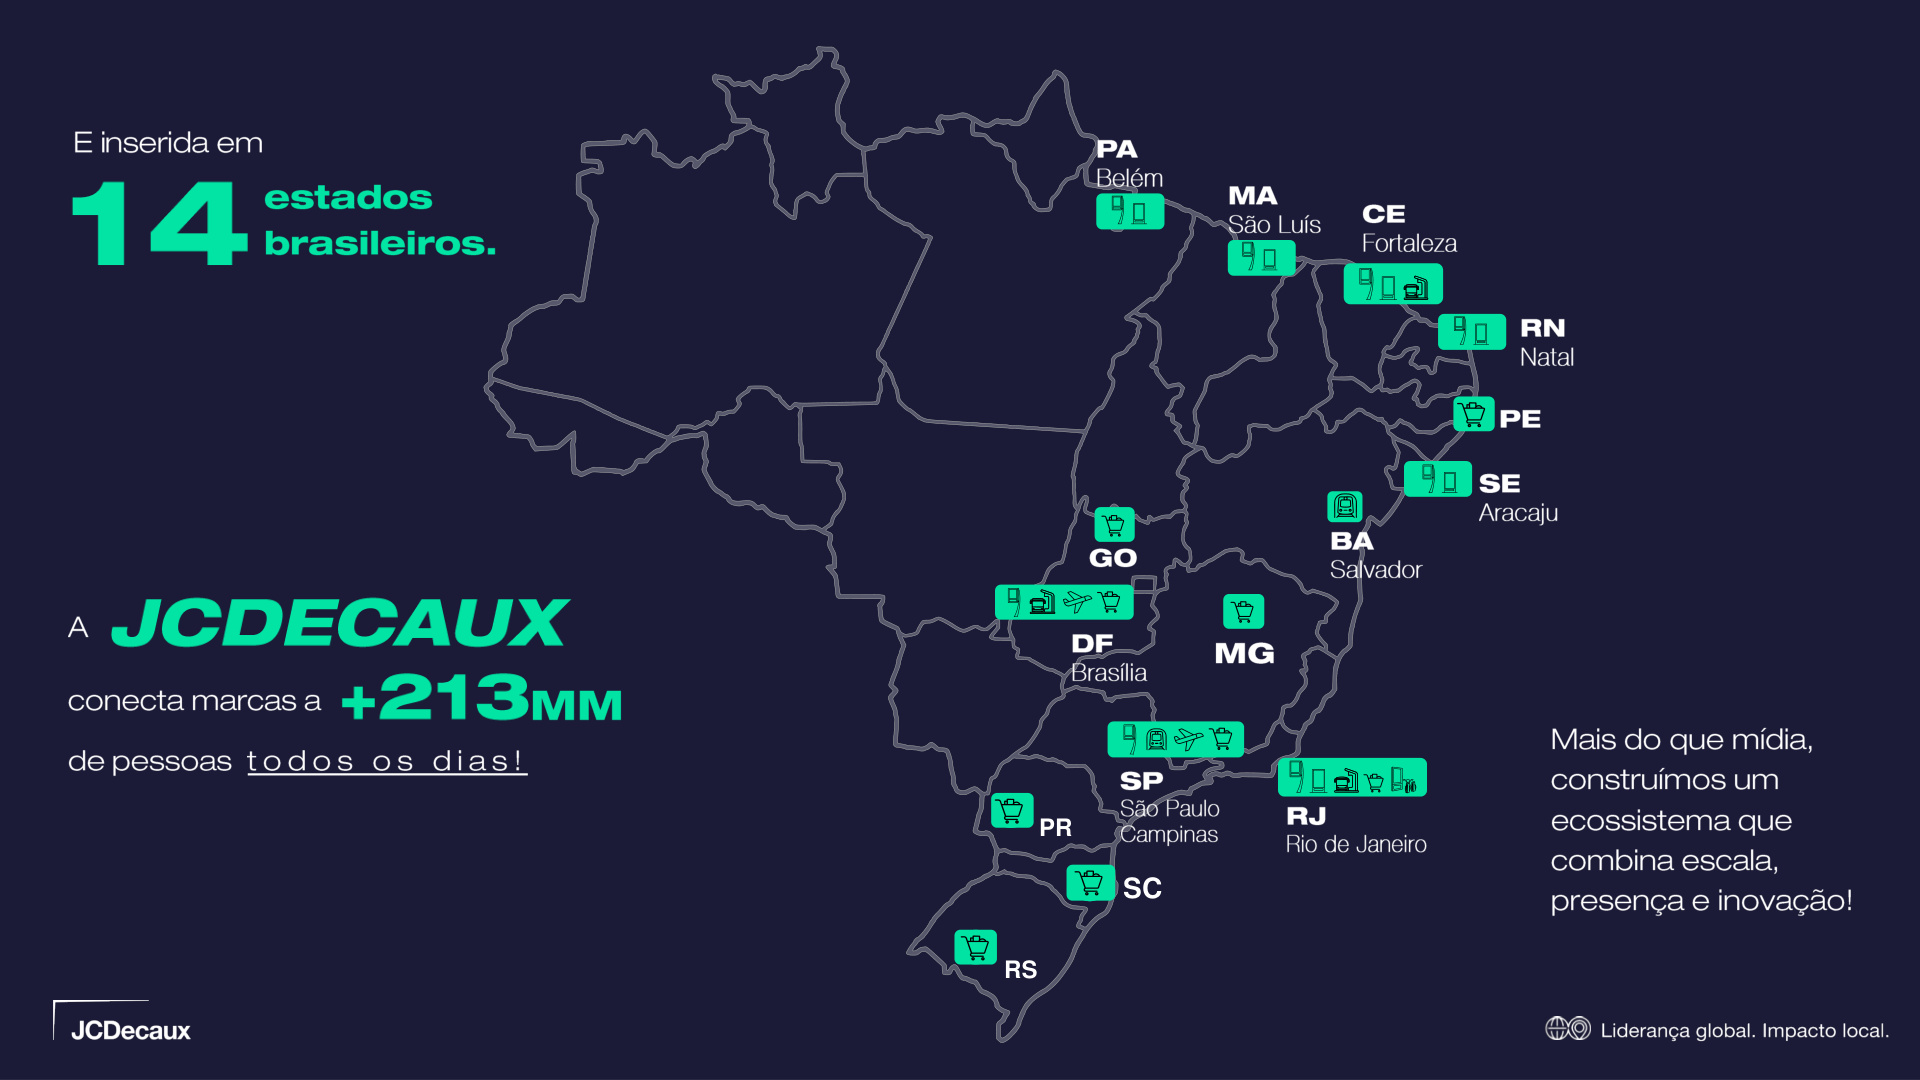 E inserida em
14 estados
brasileiros.
A JCDECAUX
conecta marcas a +213MM
de pessoas todos os dias!
PA
Belém
MA
São Luís
CE
Fortaleza
RN
Natal
PE
SE
Aracaju
BA
Salvador
GO
DF
Brasília
MG
SP
São Paulo
Campinas
RJ
Rio de Janeiro
PR
SC
RS
Mais do que mídia,
construímos um
ecossistema que
combina escala,
presença e inovação!
JCDecaux
Liderança global. Impacto local.